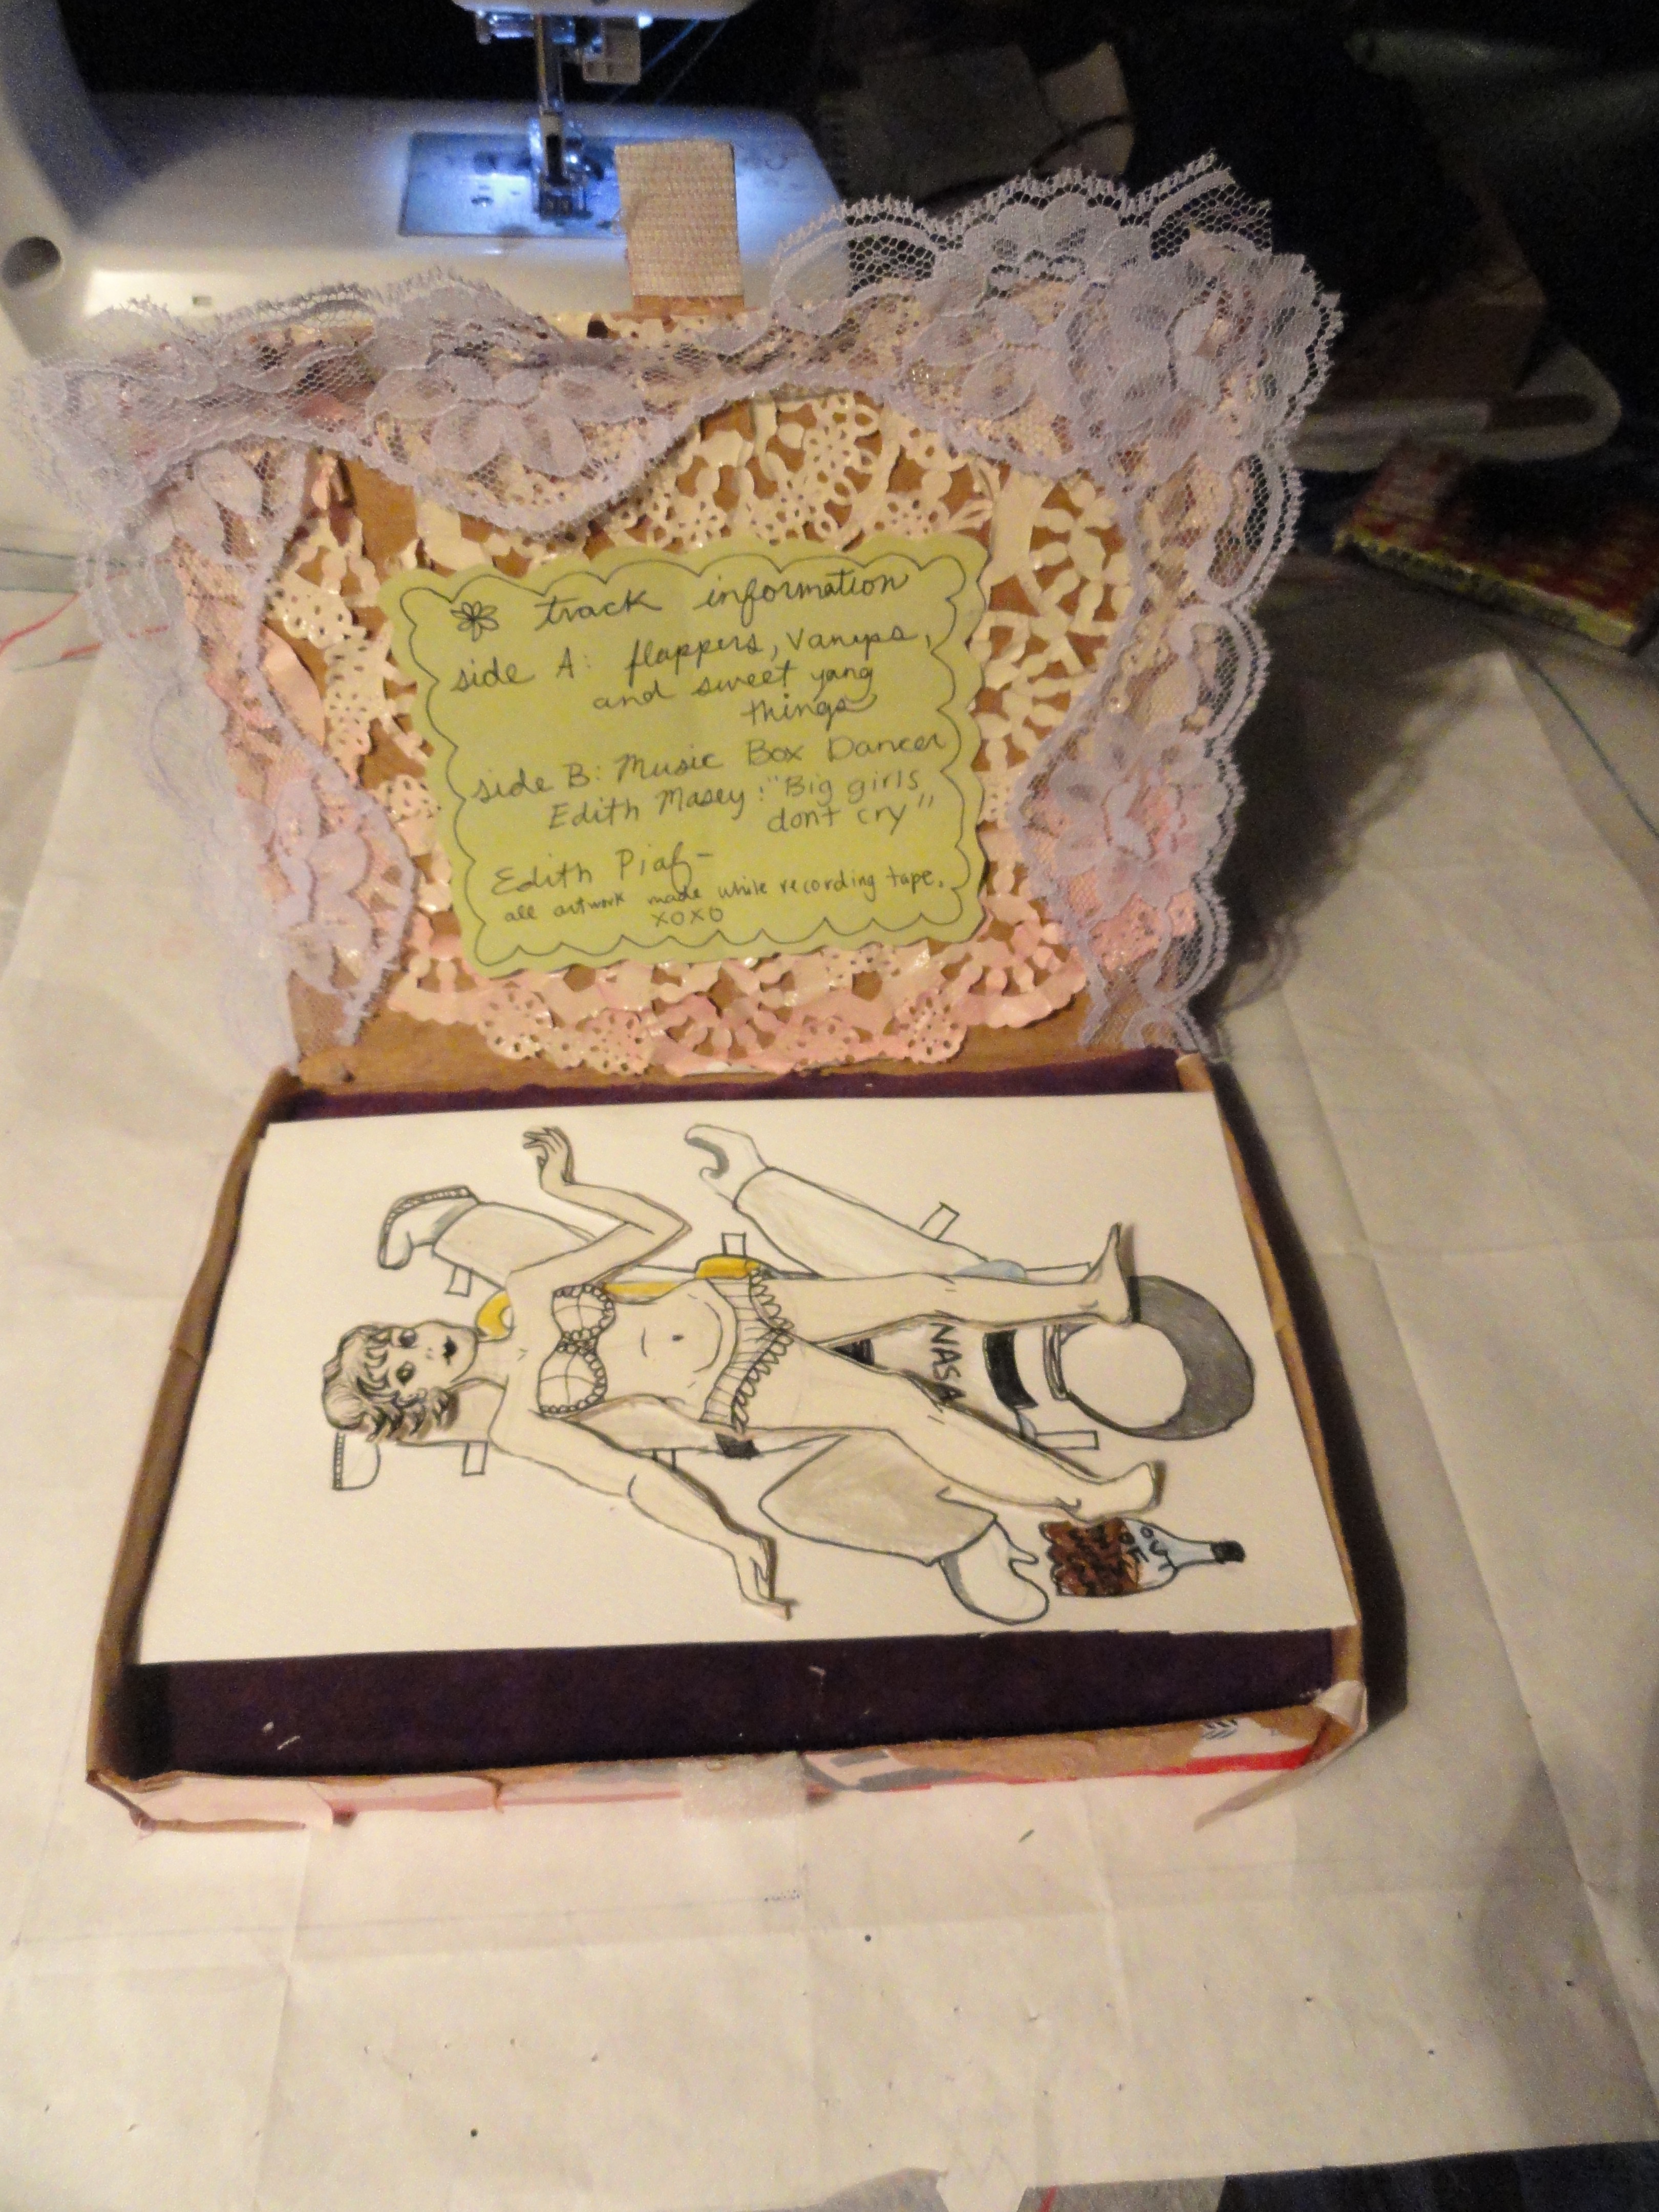 track information
side A: flappers, vamps,
and sweet yang
things
side B: Music Box Dancer
Edith Masey: "Big girls
dont cry"
Edith Piaf-
all artwork made while recording tape.
xoxo
NASA
OUT
OF